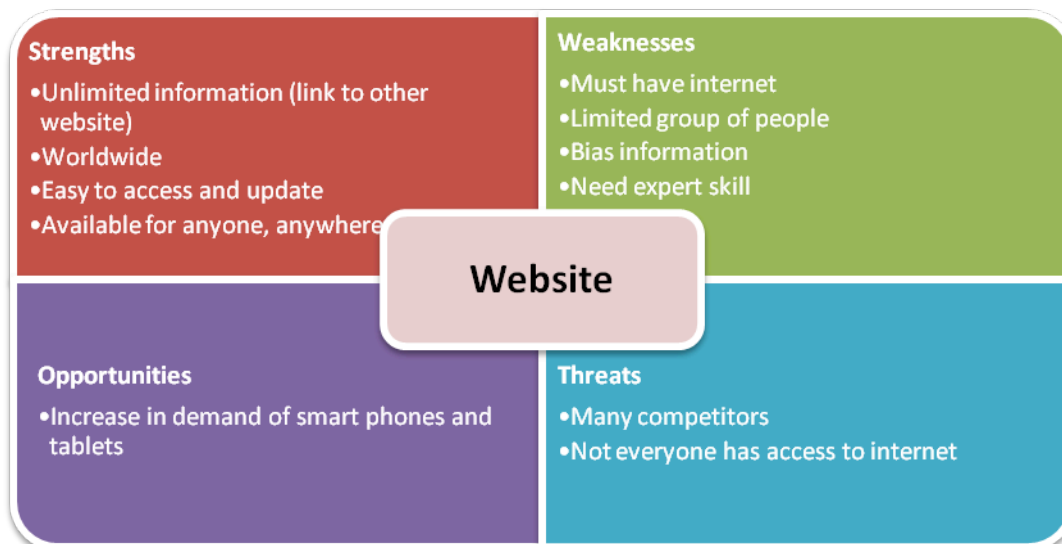 Strengths
•Unlimited information (link to other
website)
•Worldwide
•Easy to access and update
•Available for anyone, anywhere
Weaknesses
•Must have internet
•Limited group of people
•Bias information
•Need expert skill
Website
Opportunities
•Increase in demand of smart phones and
tablets
Threats
•Many competitors
•Not everyone has access to internet